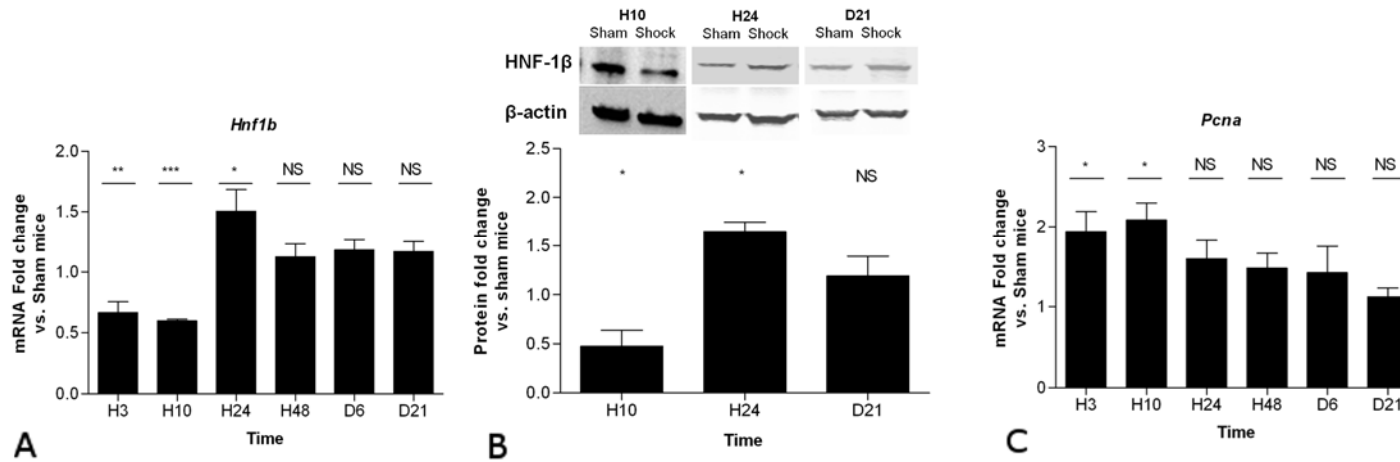 Hnf1b
mRNA Fold change
vs. Sham mice
2.0
1.5
1.0
0.5
0.0
** *** * NS NS NS
H3 H10 H24 H48 D6 D21
Time
A
H10 H24 D21
Sham Shock Sham Shock Sham Shock
HNF-1β
β-actin
Protein fold change
vs. sham mice
2.5
2.0
1.5
1.0
0.5
0.0
* * NS
H10 H24 D21
Time
B
Pcna
mRNA Fold change
vs. Sham mice
3
2
1
0
* * NS NS NS NS
H3 H10 H24 H48 D6 D21
Time
C